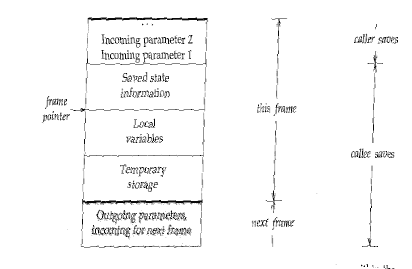 ...
Incoming parameter 2
Incoming parameter 1
Saved state
information
Local
variables
Temporary
storage
Outgoing parameters,
incoming for next frame
frame
pointer
this frame
next frame
caller saves
callee saves